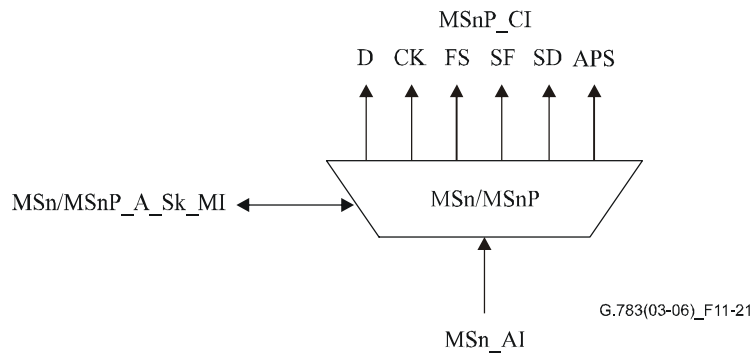 MSnP_CI
D CK FS SF SD APS
MSn/MSnP_A_Sk_MI
MSn/MSnP
G.783(03-06)_F11-21
MSn_AI